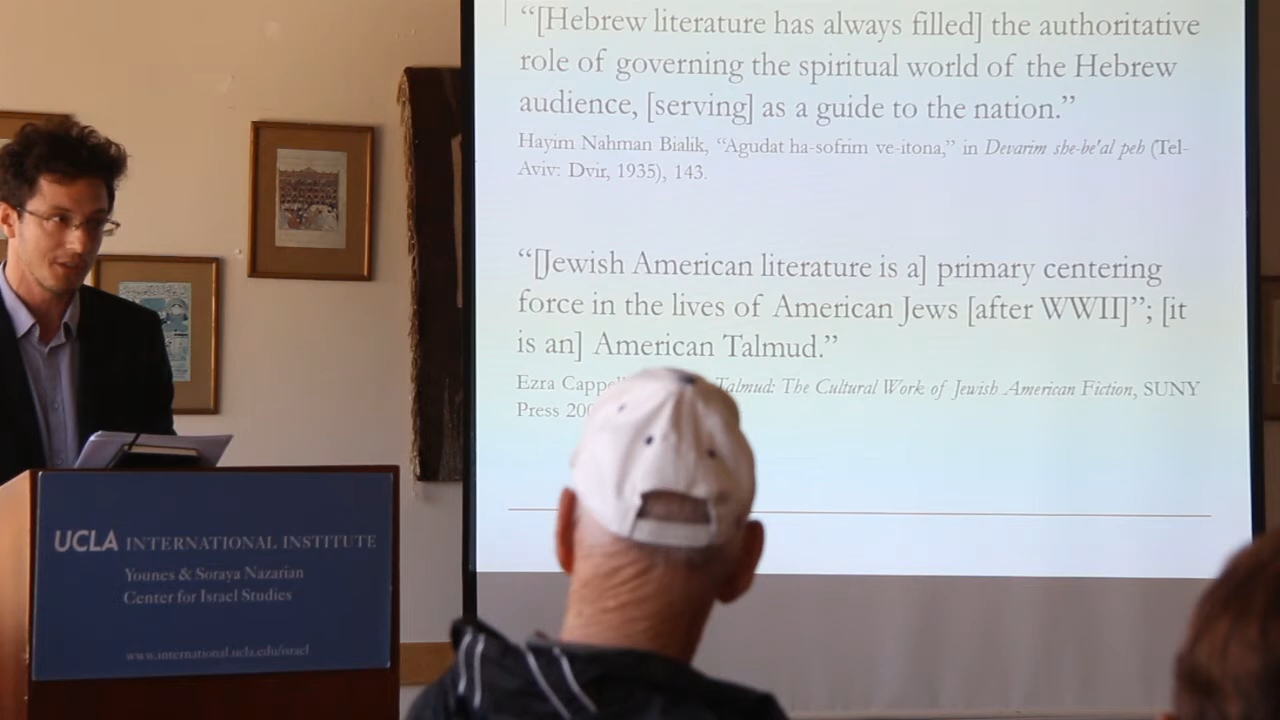 “[Hebrew literature has always filled] the authoritative
role of governing the spiritual world of the Hebrew
audience, [serving] as a guide to the nation.”
Hayim Nahman Bialik, “Agudat ha-sofrim ve-itona,” in Devarim she-be'al peh (Tel-
Aviv: Dvir, 1935), 143.
“[Jewish American literature is a] primary centering
force in the lives of American Jews [after WWII]”; [it
is an] American Talmud.”
Ezra Talmud: The Cultural Work of Jewish American Fiction, SUNY
Press
UCLA INTERNATIONAL INSTITUTE
Younes & Soraya Nazarian
Center for Israel Studies
www.international.ucla.edu/israel